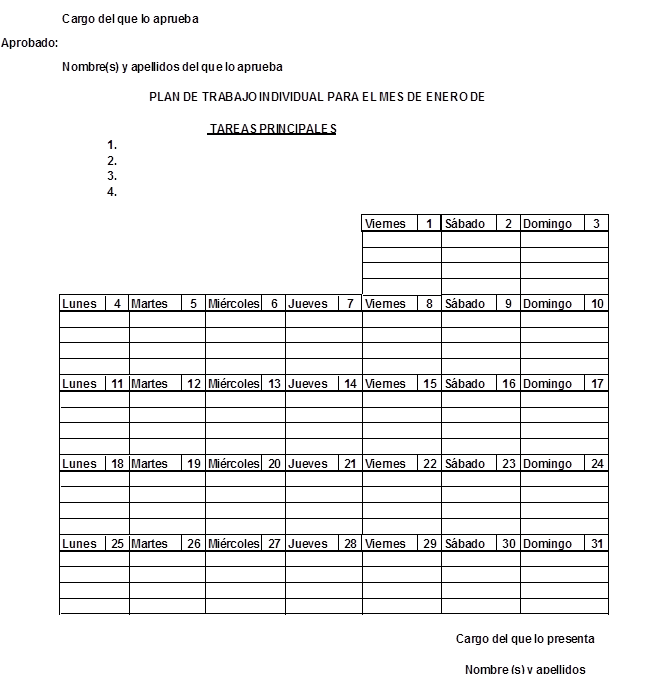 Cargo del que lo aprueba
Aprobado:
Nombre(s) y apellidos del que lo aprueba
PLAN DE TRABAJO INDIVIDUAL PARA EL MES DE ENERO DE
TAREAS PRINCIPALES
1.
2.
3.
4.
Viernes 1 Sábado 2 Domingo 3
Lunes 4 Martes 5 Miércoles 6 Jueves 7 Viernes 8 Sábado 9 Domingo 10
Lunes 11 Martes 12 Miércoles 13 Jueves 14 Viernes 15 Sábado 16 Domingo 17
Lunes 18 Martes 19 Miércoles 20 Jueves 21 Viernes 22 Sábado 23 Domingo 24
Lunes 25 Martes 26 Miércoles 27 Jueves 28 Viernes 29 Sábado 30 Domingo 31
Cargo del que lo presenta
Nombre (s) y apellidos